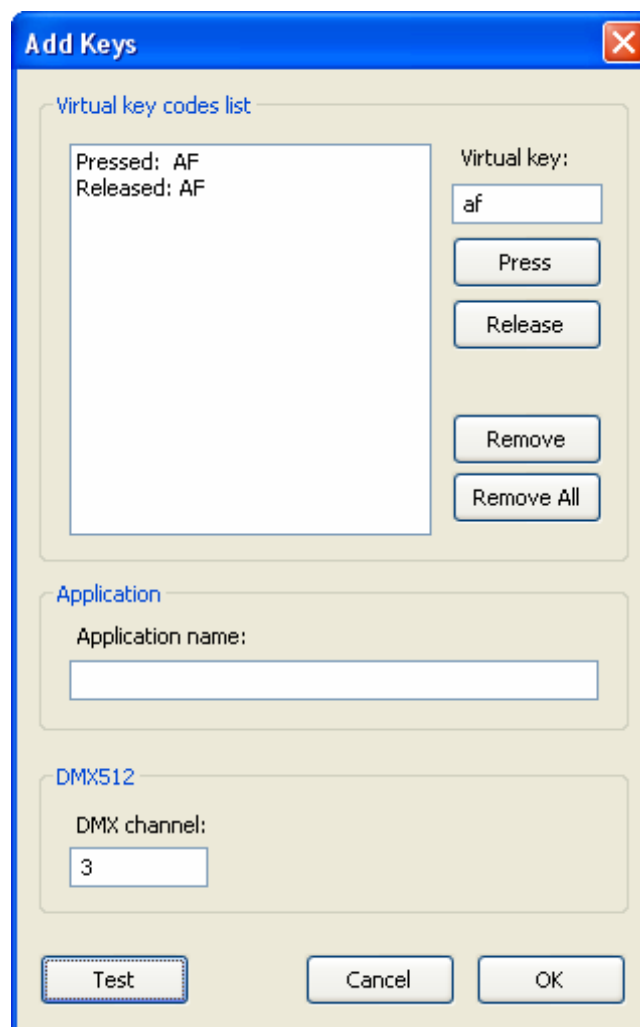 Add Keys
Virtual key codes list
Pressed:  AF
Released: AF
Virtual key:
af
Press
Release
Remove
Remove All
Application
Application name:
DMX512
DMX channel:
3
Test
Cancel
OK